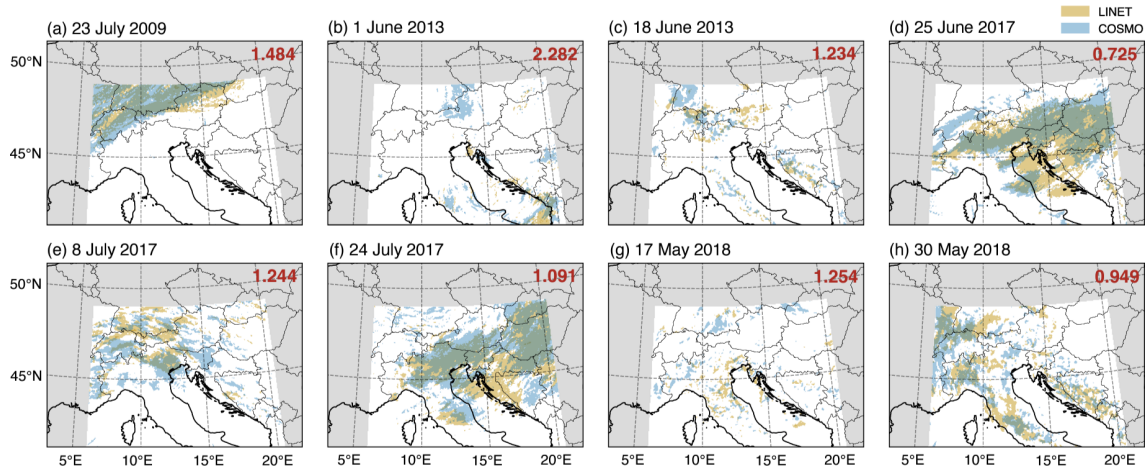 LINET
COSMO
(a) 23 July 2009
(b) 1 June 2013
(c) 18 June 2013
(d) 25 June 2017
50°N
1.484
2.282
1.234
0.725
45°N
(e) 8 July 2017
(f) 24 July 2017
(g) 17 May 2018
(h) 30 May 2018
50°N
1.244
1.091
1.254
0.949
45°N
5°E 10°E 15°E 20°E
5°E 10°E 15°E 20°E
5°E 10°E 15°E 20°E
5°E 10°E 15°E 20°E